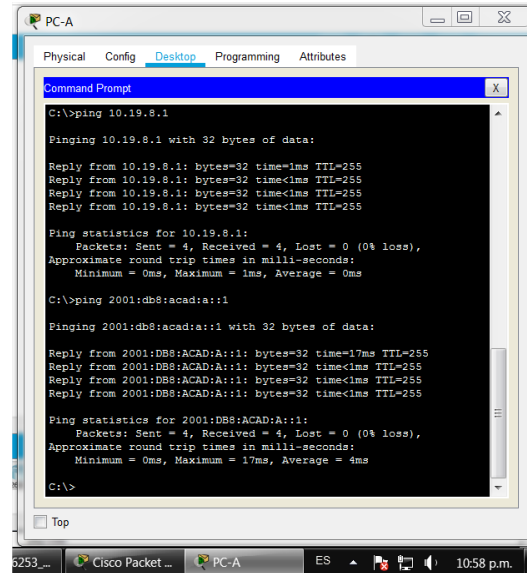 PC-A
Physical Config Desktop Programming Attributes
Command Prompt X
C:\>ping 10.19.8.1
Pinging 10.19.8.1 with 32 bytes of data:
Reply from 10.19.8.1: bytes=32 time=1ms TTL=255
Reply from 10.19.8.1: bytes=32 time<1ms TTL=255
Reply from 10.19.8.1: bytes=32 time<1ms TTL=255
Reply from 10.19.8.1: bytes=32 time<1ms TTL=255
Ping statistics for 10.19.8.1:
Packets: Sent = 4, Received = 4, Lost = 0 (0% loss),
Approximate round trip times in milli-seconds:
Minimum = 0ms, Maximum = 1ms, Average = 0ms
C:\>ping 2001:db8:acad:a::1
Pinging 2001:db8:acad:a::1 with 32 bytes of data:
Reply from 2001:DB8:ACAD:A::1: bytes=32 time=17ms TTL=255
Reply from 2001:DB8:ACAD:A::1: bytes=32 time<1ms TTL=255
Reply from 2001:DB8:ACAD:A::1: bytes=32 time<1ms TTL=255
Reply from 2001:DB8:ACAD:A::1: bytes=32 time<1ms TTL=255
Ping statistics for 2001:DB8:ACAD:A::1:
Packets: Sent = 4, Received = 4, Lost = 0 (0% loss),
Approximate round trip times in milli-seconds:
Minimum = 0ms, Maximum = 17ms, Average = 4ms
C:\>
Top
6253_... Cisco Packet ... PC-A ES 10:58 p.m.